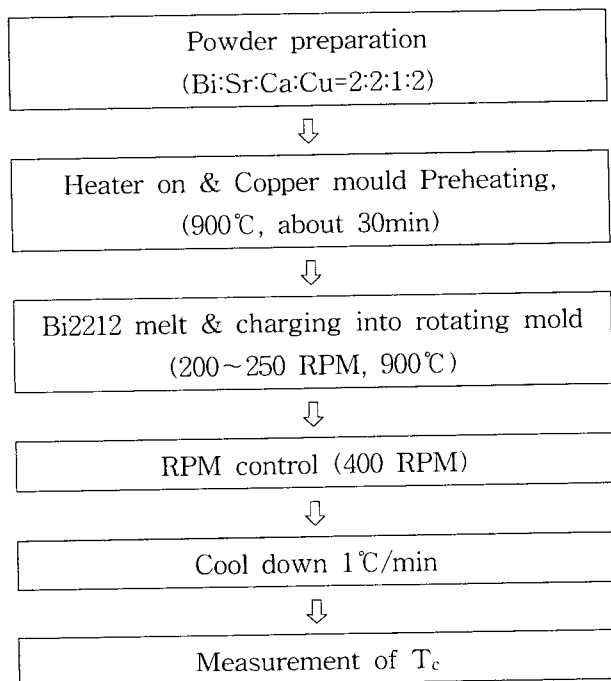 Powder preparation
(Bi:Sr:Ca:Cu=2:2:1:2)
Heater on & Copper mould Preheating,
(900℃, about 30min)
Bi2212 melt & charging into rotating mold
(200~250 RPM, 900℃)
RPM control (400 RPM)
Cool down 1℃/min
Measurement of Tc